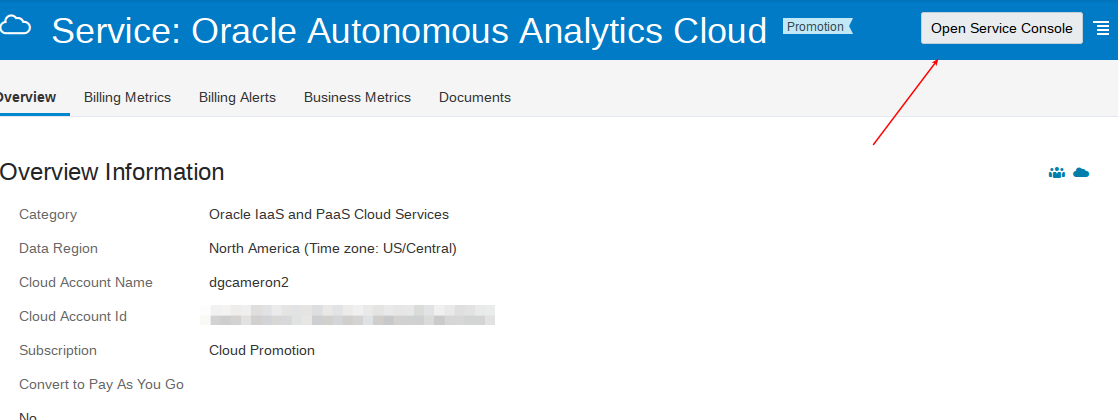 Service: Oracle Autonomous Analytics Cloud Promotion Open Service Console
Overview Billing Metrics Billing Alerts Business Metrics Documents
Overview Information
Category Oracle IaaS and PaaS Cloud Services
Data Region North America (Time zone: US/Central)
Cloud Account Name dgcameron2
Cloud Account Id
Subscription Cloud Promotion
Convert to Pay As You Go
No